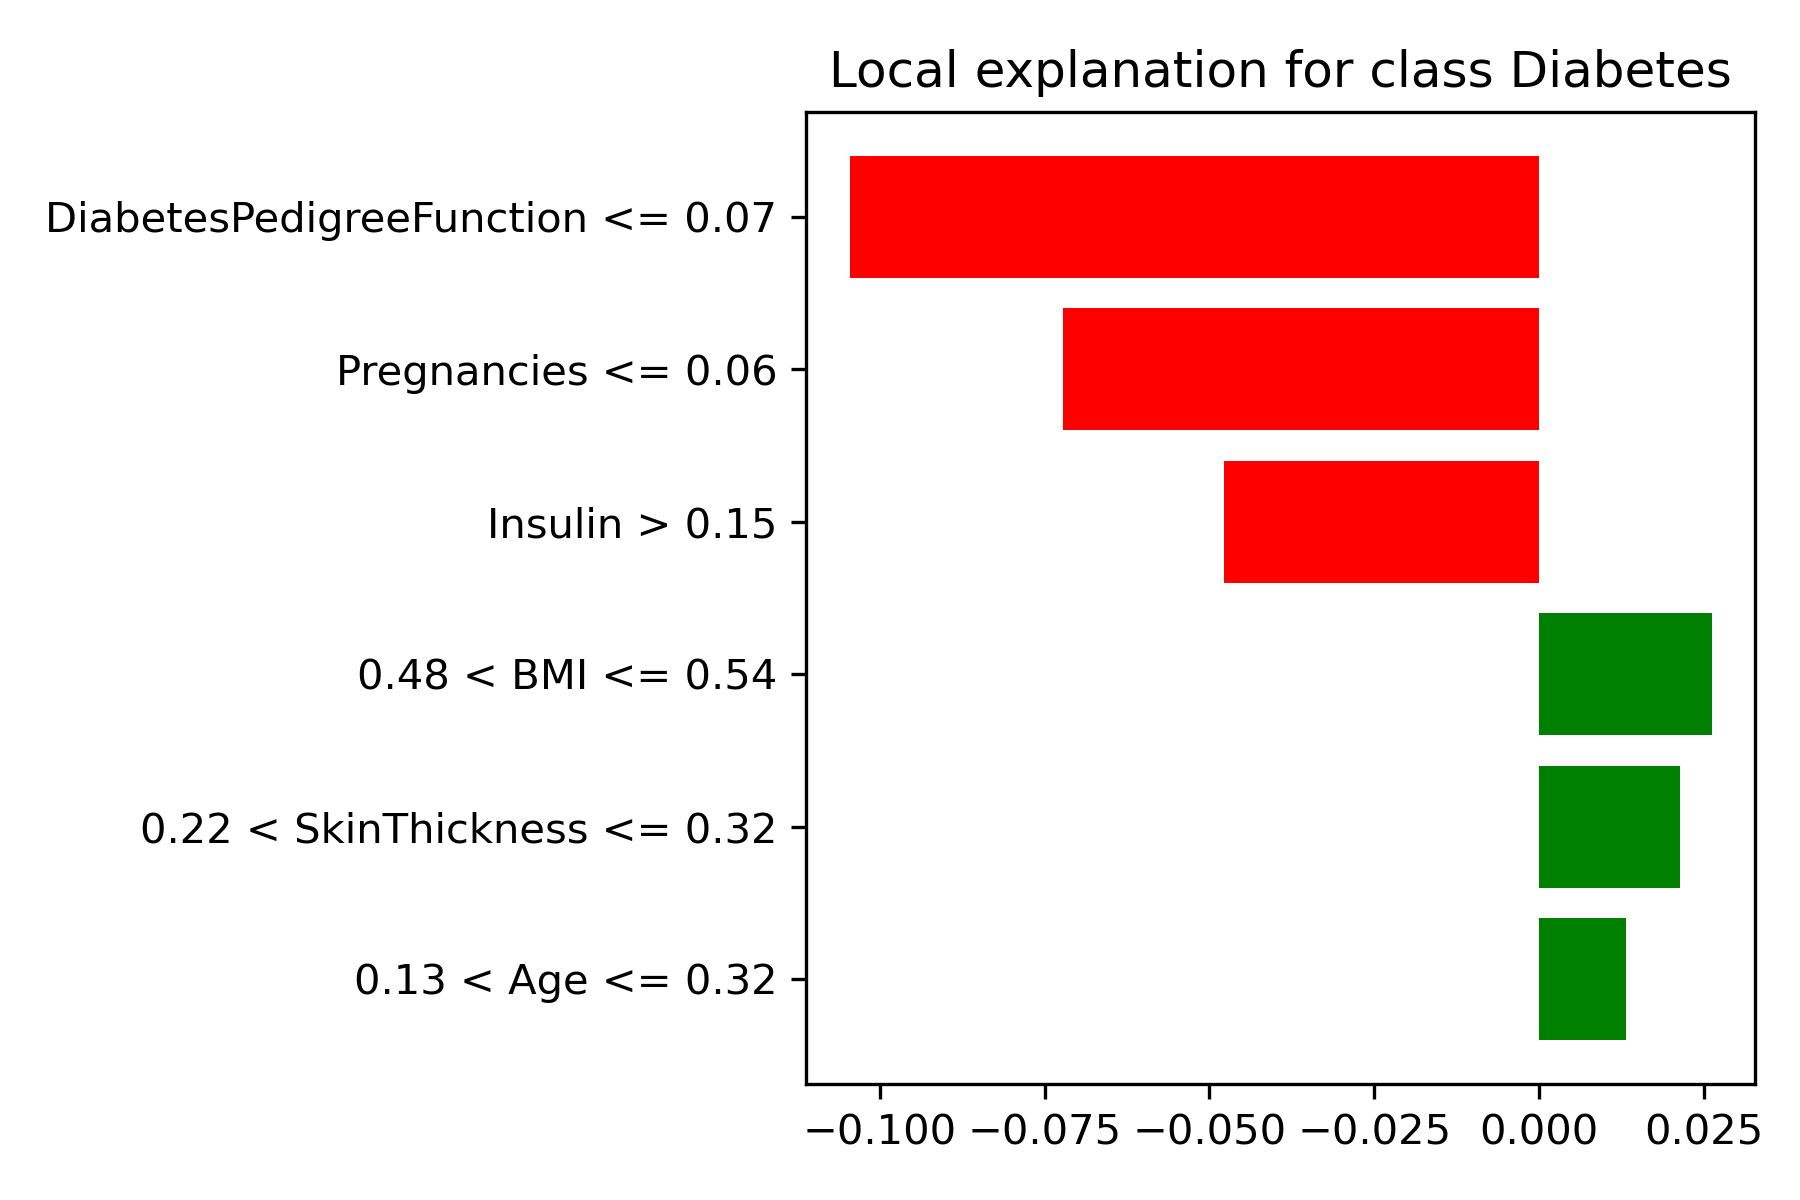 Local explanation for class Diabetes
DiabetesPedigreeFunction <= 0.07
Pregnancies <= 0.06
Insulin > 0.15
0.48 < BMI <= 0.54
0.22 < SkinThickness <= 0.32
0.13 < Age <= 0.32
−0.100 −0.075 −0.050 −0.025 0.000 0.025